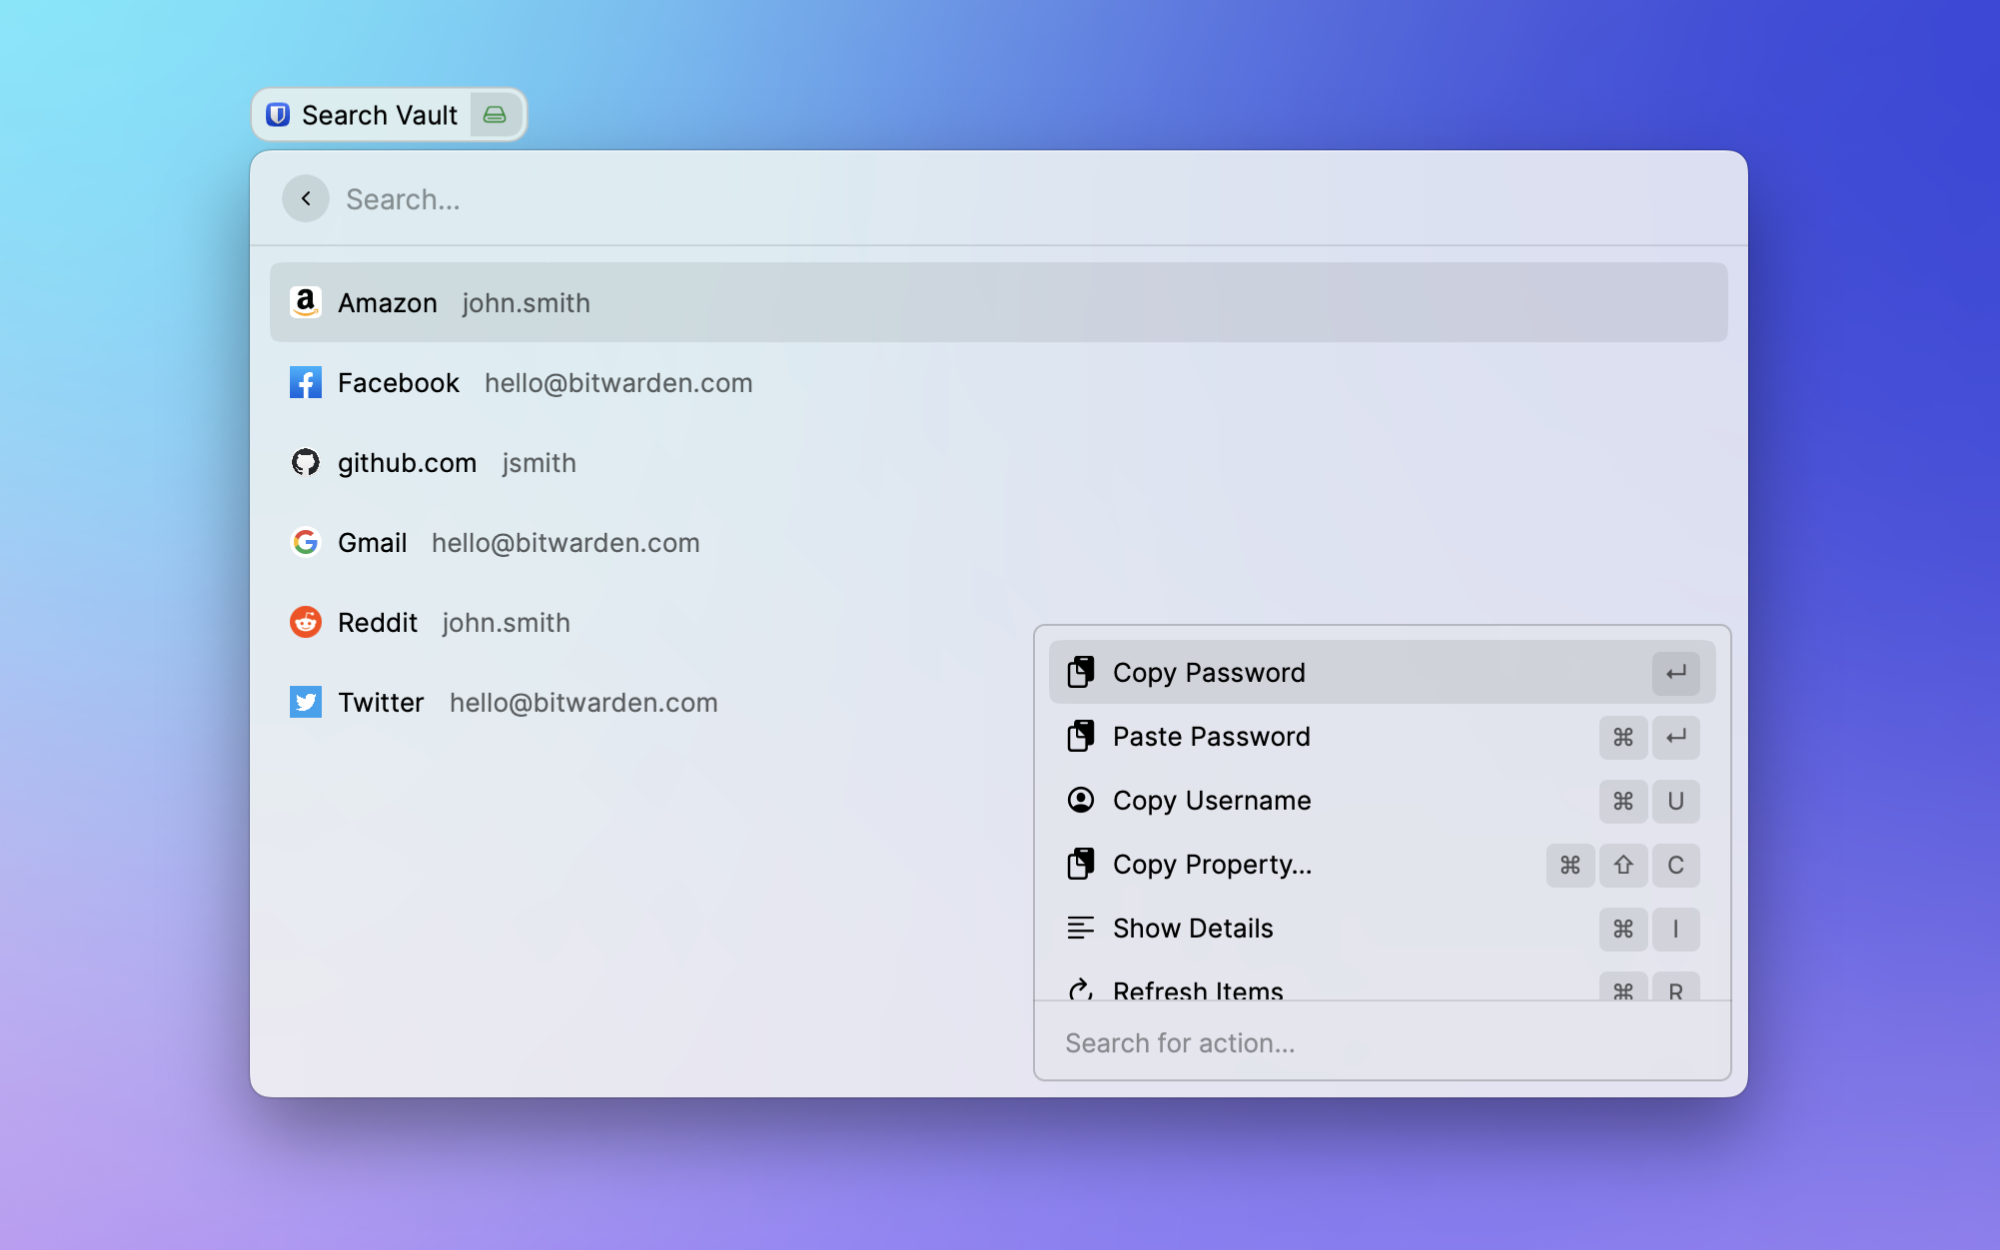 Search Vault
Search...
Amazon john.smith
Facebook hello@bitwarden.com
github.com jsmith
Gmail hello@bitwarden.com
Reddit john.smith
Twitter hello@bitwarden.com
Copy Password ↵
Paste Password ⌘ ↵
Copy Username ⌘ U
Copy Property... ⌘ ⇧ C
Show Details ⌘ I
Refresh Items ⌘ R
Search for action...